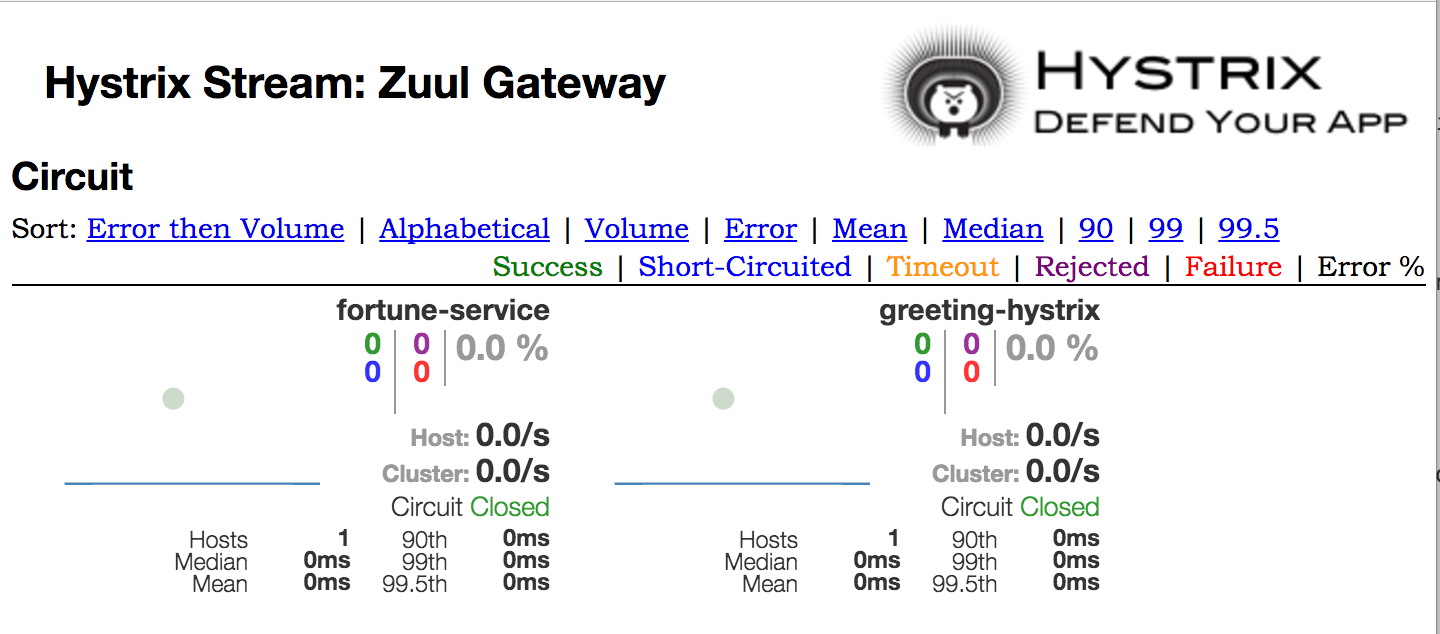 Hystrix Stream: Zuul Gateway
HYSTRIX
DEFEND YOUR APP
Circuit
Sort: Error then Volume | Alphabetical | Volume | Error | Mean | Median | 90 | 99 | 99.5
Success | Short-Circuited | Timeout | Rejected | Failure | Error %
fortune-service
0 0 0.0 %
0 0
Host: 0.0/s
Cluster: 0.0/s
Circuit Closed
Hosts 1 90th 0ms
Median 0ms 99th 0ms
Mean 0ms 99.5th 0ms
greeting-hystrix
0 0 0.0 %
0 0
Host: 0.0/s
Cluster: 0.0/s
Circuit Closed
Hosts 1 90th 0ms
Median 0ms 99th 0ms
Mean 0ms 99.5th 0ms